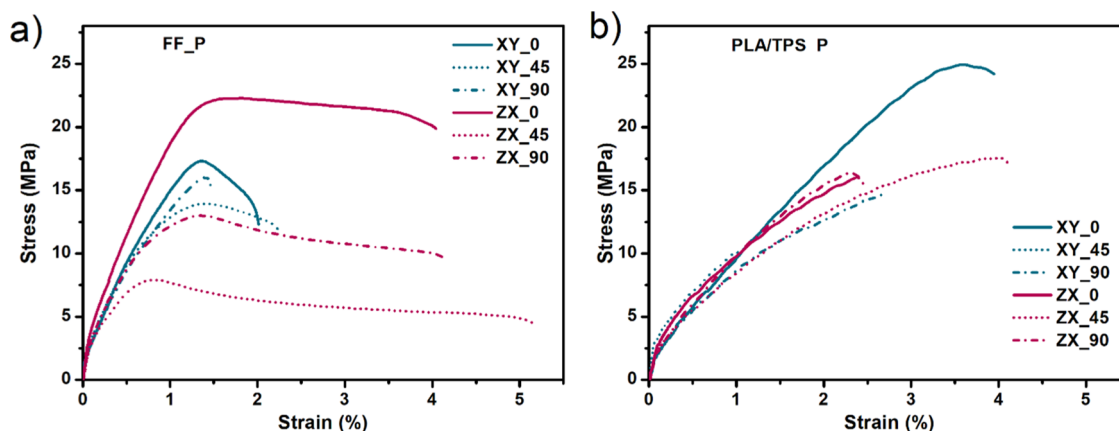 a)
FF_P
XY_0
XY_45
XY_90
ZX_0
ZX_45
ZX_90
Stress (MPa)
25
20
15
10
5
0
0 1 2 3 4 5
Strain (%)
b)
PLA/TPS P
XY_0
XY_45
XY_90
ZX_0
ZX_45
ZX_90
Stress (MPa)
25
20
15
10
5
0
0 1 2 3 4 5
Strain (%)